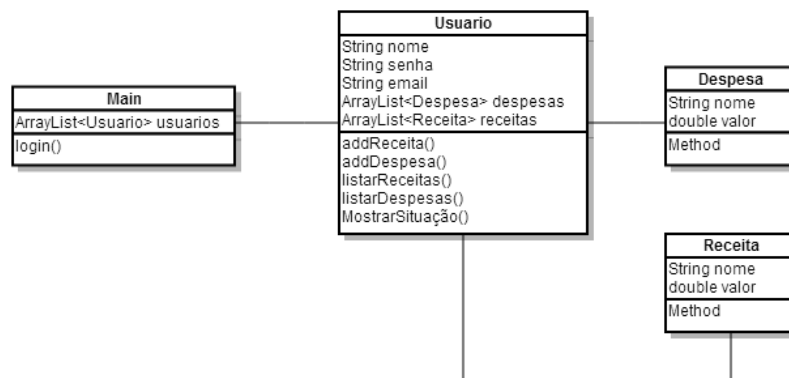 Main
ArrayList<Usuario> usuarios
login()
Usuario
String nome
String senha
String email
ArrayList<Despesa> despesas
ArrayList<Receita> receitas
addReceita()
addDespesa()
listarReceitas()
listarDespesas()
MostrarSituação()
Despesa
String nome
double valor
Method
Receita
String nome
double valor
Method